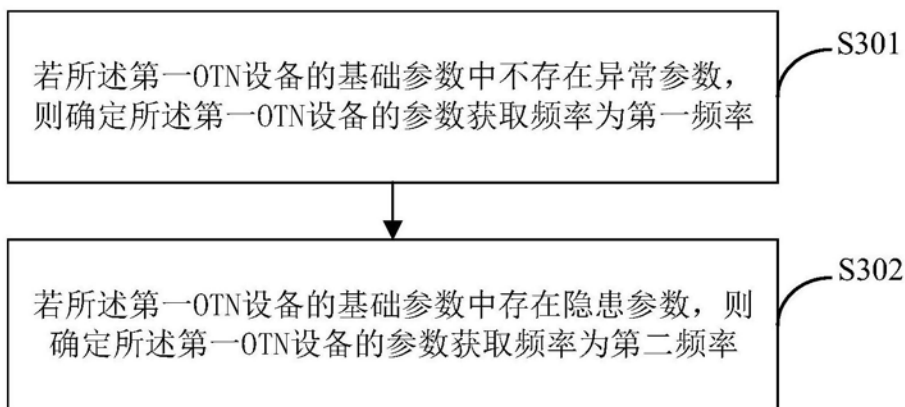 若所述第一OTN设备的基础参数中不存在异常参数，
则确定所述第一OTN设备的参数获取频率为第一频率
S301
若所述第一OTN设备的基础参数中存在隐患参数，则
确定所述第一OTN设备的参数获取频率为第二频率
S302